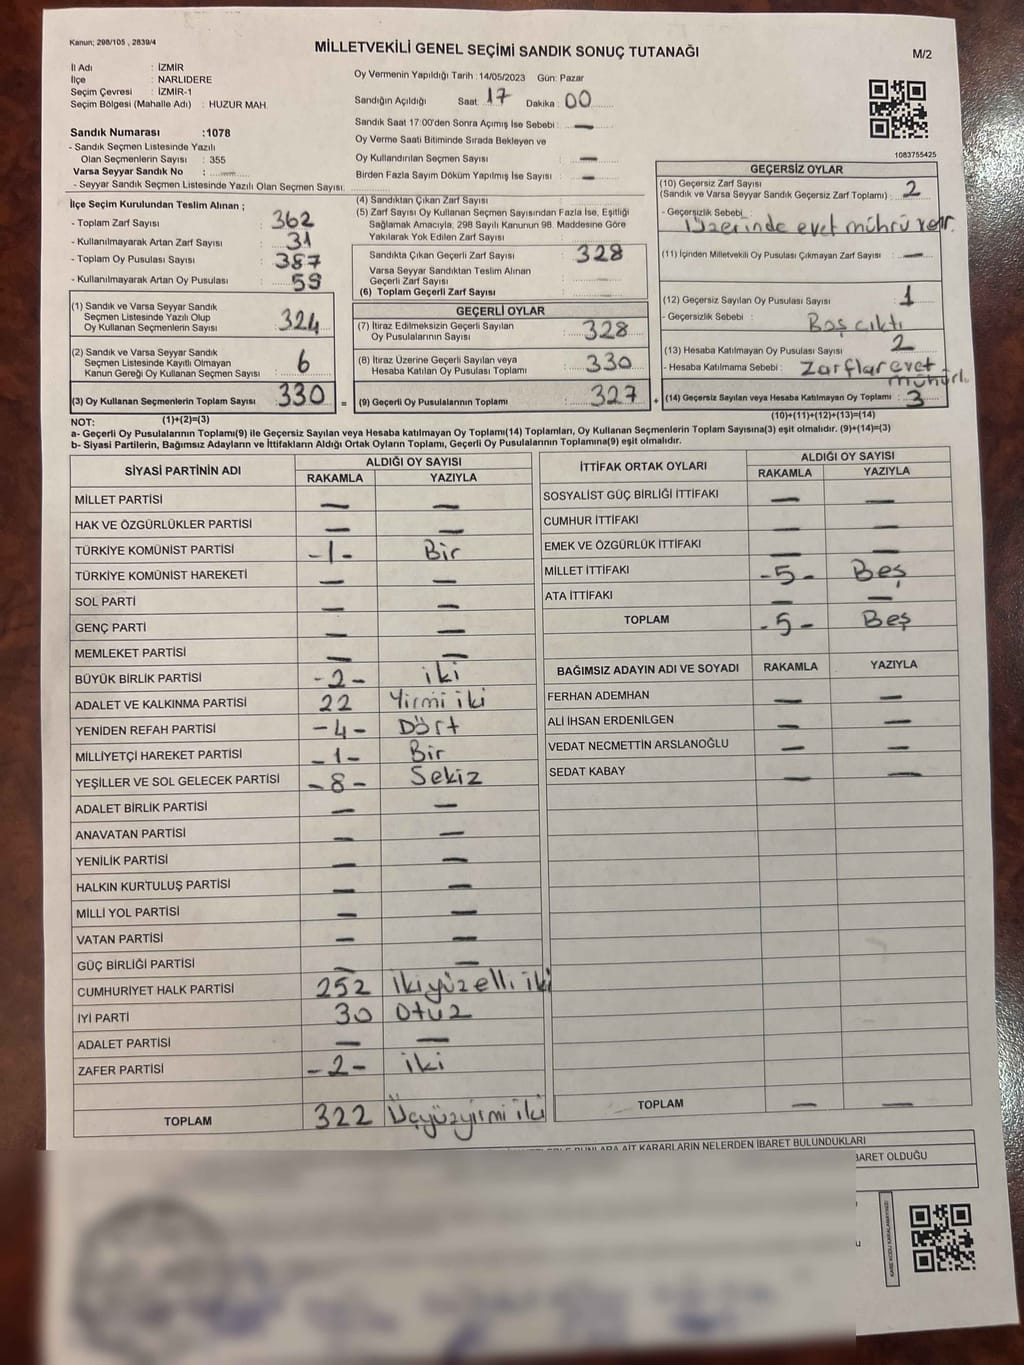 Kanun; 298/105 , 2839/4
MİLLETVEKİLİ GENEL SEÇİMİ SANDIK SONUÇ TUTANAĞI
M/2
İl Adı : İZMİR
İlçe : NARLIDERE
Seçim Çevresi : İZMİR-1
Seçim Bölgesi (Mahalle Adı) : HUZUR MAH.
Sandık Numarası :1078
- Sandık Seçmen Listesinde Yazılı
Olan Seçmenlerin Sayısı : 355
Varsa Seyyar Sandık No :
- Seyyar Sandık Seçmen Listesinde Yazılı Olan Seçmen Sayısı:
Oy Vermenin Yapıldığı Tarih :14/05/2023 Gün: Pazar
Sandığın Açıldığı Saat: 17 Dakika : 00
Sandık Saat 17:00'den Sonra Açımış İse Sebebi : —
Oy Verme Saati Bitiminde Sırada Bekleyen ve
Oy Kullandırılan Seçmen Sayısı : —
Birden Fazla Sayım Döküm Yapılmış İse Sayısı : —
1083755425
İlçe Seçim Kurulundan Teslim Alınan ;
- Toplam Zarf Sayısı : 362
- Kullanılmayarak Artan Zarf Sayısı : 31
- Toplam Oy Pusulası Sayısı : 387
- Kullanılmayarak Artan Oy Pusulası : 59
(1) Sandık ve Varsa Seyyar Sandık
Seçmen Listesinde Yazılı Olup
Oy Kullanan Seçmenlerin Sayısı : 324
(2) Sandık ve Varsa Seyyar Sandık
Seçmen Listesinde Kayıtlı Olmayan
Kanun Gereği Oy Kullanan Seçmen Sayısı : 6
(3) Oy Kullanan Seçmenlerin Toplam Sayısı : 330 =
(4) Sandıktan Çıkan Zarf Sayısı :
(5) Zarf Sayısı Oy Kullanan Seçmen Sayısından Fazla İse, Eşitliği
Sağlamak Amacıyla, 298 Sayılı Kanunun 98. Maddesine Göre
Yakılarak Yok Edilen Zarf Sayısı :
Sandıkta Çıkan Geçerli Zarf Sayısı : 328
Varsa Seyyar Sandıktan Teslim Alınan
Geçerli Zarf Sayısı :
(6) Toplam Geçerli Zarf Sayısı :
GEÇERLİ OYLAR
(7) İtiraz Edilmeksizin Geçerli Sayılan
Oy Pusulalarının Sayısı : 328
(8) İtiraz Üzerine Geçerli Sayılan veya
Hesaba Katılan Oy Pusulası Toplamı : 330
(9) Geçerli Oy Pusulalarının Toplamı : 327 +
GEÇERSİZ OYLAR
(10) Geçersiz Zarf Sayısı
(Sandık ve Varsa Seyyar Sandık Geçersiz Zarf Toplamı) : 2
- Geçersizlik Sebebi :
Üzerinde evet mührü var.
(11) İçinden Milletvekili Oy Pusulası Çıkmayan Zarf Sayısı : —
(12) Geçersiz Sayılan Oy Pusulası Sayısı : 1
- Geçersizlik Sebebi : Boş çıktı
(13) Hesaba Katılmayan Oy Pusulası Sayısı : 2
- Hesaba Katılmama Sebebi : Zarflar evet
mühürlü
(14) Geçersiz Sayılan veya Hesaba Katılmayan Oy Toplamı : 3
NOT: (1)+(2)=(3) (10)+(11)+(12)+(13)=(14)
a- Geçerli Oy Pusulalarının Toplamı(9) ile Geçersiz Sayılan veya Hesaba katılmayan Oy Toplamı(14) Toplamları, Oy Kullanan Seçmenlerin Toplam Sayısına(3) eşit olmalıdır. (9)+(14)=(3)
b- Siyasi Partilerin, Bağımsız Adayların ve İttifakların Aldığı Ortak Oyların Toplamı, Geçerli Oy Pusulalarının Toplamına(9) eşit olmalıdır.
SİYASİ PARTİNİN ADI ALDIĞI OY SAYISI
RAKAMLA YAZIYLA
MİLLET PARTİSİ — —
HAK VE ÖZGÜRLÜKLER PARTİSİ — —
TÜRKİYE KOMÜNİST PARTİSİ -1- Bir
TÜRKİYE KOMÜNİST HAREKETİ — —
SOL PARTİ — —
GENÇ PARTİ — —
MEMLEKET PARTİSİ — —
BÜYÜK BİRLİK PARTİSİ -2- iki
ADALET VE KALKINMA PARTİSİ 22 Yirmi iki
YENİDEN REFAH PARTİSİ -4- Dört
MİLLİYETÇİ HAREKET PARTİSİ -1- Bir
YEŞİLLER VE SOL GELECEK PARTİSİ -8- Sekiz
ADALET BİRLİK PARTİSİ — —
ANAVATAN PARTİSİ — —
YENİLİK PARTİSİ — —
HALKIN KURTULUŞ PARTİSİ — —
MİLLİ YOL PARTİSİ — —
VATAN PARTİSİ — —
GÜÇ BİRLİĞİ PARTİSİ — —
CUMHURİYET HALK PARTİSİ 252 ikiyüzelli iki
İYİ PARTİ 30 Otuz
ADALET PARTİSİ — —
ZAFER PARTİSİ -2- iki
TOPLAM 322 Üçyüzyirmi iki
İTTİFAK ORTAK OYLARI ALDIĞI OY SAYISI
RAKAMLA YAZIYLA
SOSYALİST GÜÇ BİRLİĞİ İTTİFAKI — —
CUMHUR İTTİFAKI — —
EMEK VE ÖZGÜRLÜK İTTİFAKI — —
MİLLET İTTİFAKI -5- Beş
ATA İTTİFAKI — —
TOPLAM -5- Beş
BAĞIMSIZ ADAYIN ADI VE SOYADI RAKAMLA YAZIYLA
FERHAN ADEMHAN — —
ALİ İHSAN ERDENİLGEN — —
VEDAT NECMETTİN ARSLANOĞLU — —
SEDAT KABAY — —
TOPLAM — —
AİT KARARLARIN NELERDEN İBARET BULUNDUKLARI
İBARET OLDUĞU